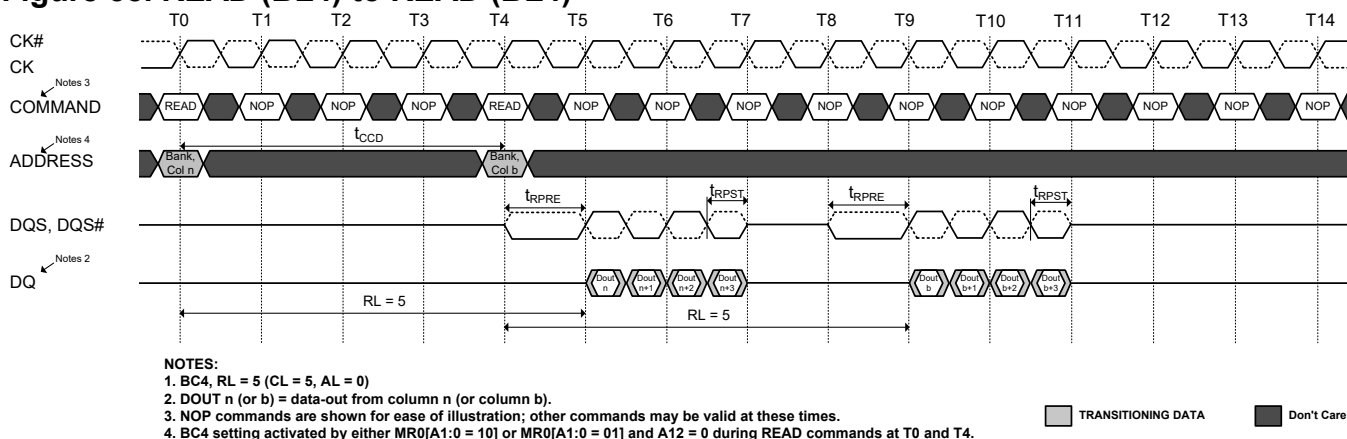 T0 T1 T2 T3 T4 T5 T6 T7 T8 T9 T10 T11 T12 T13 T14
CK#
CK
Notes 3
COMMAND READ NOP NOP NOP READ NOP NOP NOP NOP NOP NOP NOP NOP NOP NOP
tCCD
Notes 4
ADDRESS Bank, Col n Bank, Col b
tRPRE tRPST tRPRE tRPST
DQS, DQS#
Notes 2
DQ Dout n Dout n+1 Dout n+2 Dout n+3 Dout b Dout b+1 Dout b+2 Dout b+3
RL = 5
RL = 5
NOTES:
1. BC4, RL = 5 (CL = 5, AL = 0)
2. DOUT n (or b) = data-out from column n (or column b).
3. NOP commands are shown for ease of illustration; other commands may be valid at these times.
4. BC4 setting activated by either MR0[A1:0 = 10] or MR0[A1:0 = 01] and A12 = 0 during READ commands at T0 and T4.
TRANSITIONING DATA Don't Care